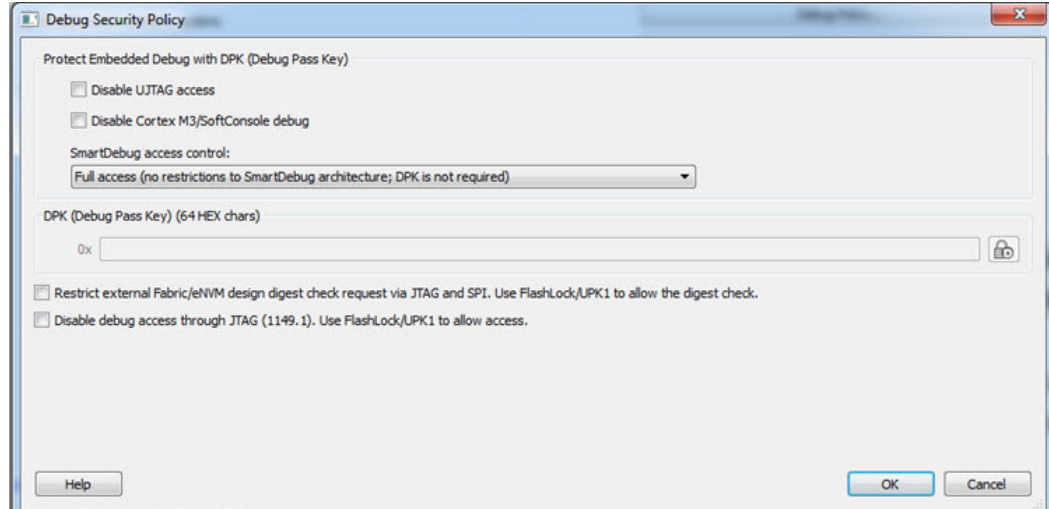 Debug Security Policy
Protect Embedded Debug with DPK (Debug Pass Key)
Disable UJTAG access
Disable Cortex M3/SoftConsole debug
SmartDebug access control:
Full access (no restrictions to SmartDebug architecture; DPK is not required)
DPK (Debug Pass Key) (64 HEX chars)
0x
Restrict external Fabric/eNVM design digest check request via JTAG and SPI. Use FlashLock/UPK1 to allow the digest check.
Disable debug access through JTAG (1149.1). Use FlashLock/UPK1 to allow access.
Help OK Cancel